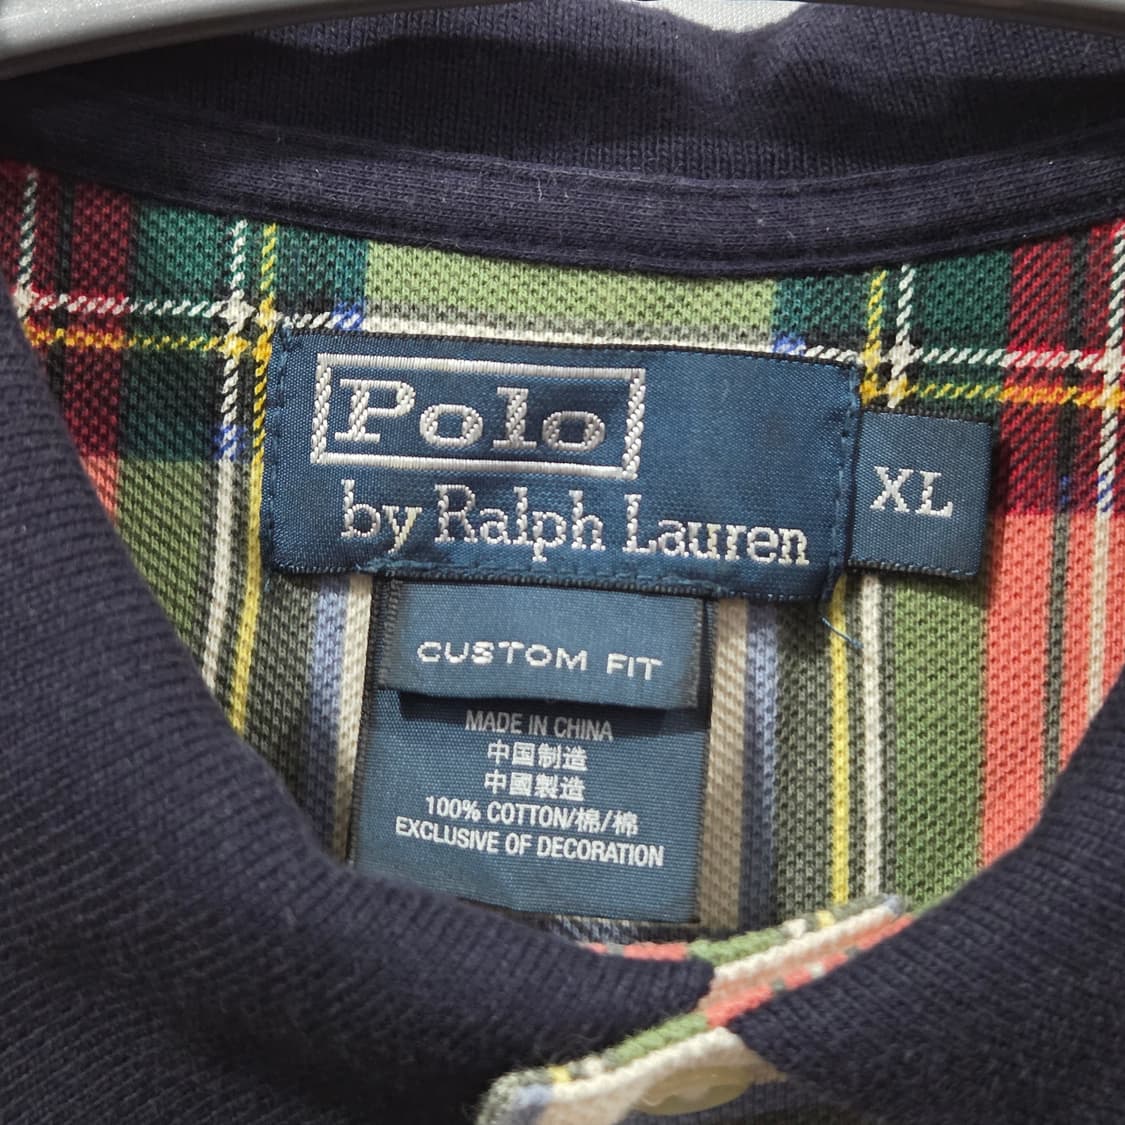 Polo
by Ralph Lauren
XL
CUSTOM FIT
MADE IN CHINA
中国制造
中國製造
100% COTTON/棉/棉
EXCLUSIVE OF DECORATION